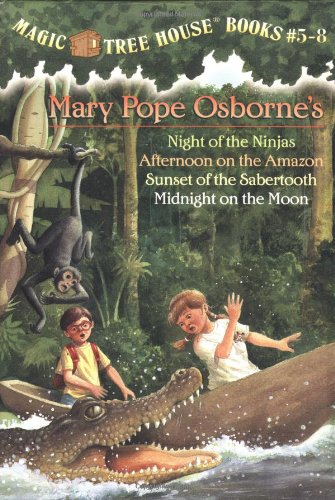 MAGIC TREE HOUSE® BOOKS #5-8
Mary Pope Osborne's
Night of the Ninjas
Afternoon on the Amazon
Sunset of the Sabertooth
Midnight on the Moon